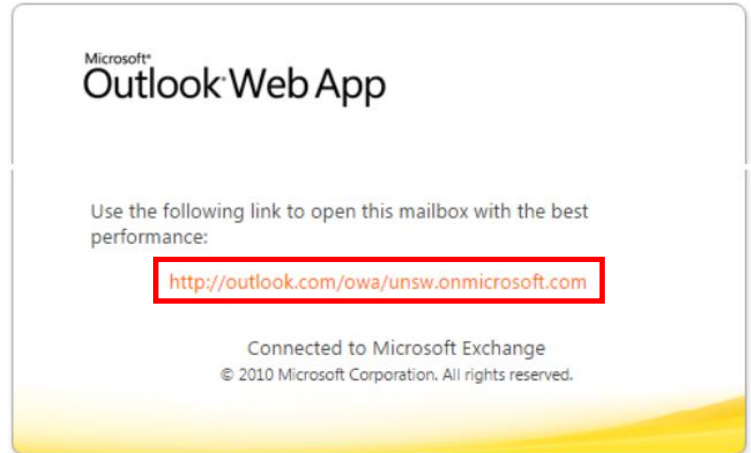 Microsoft®
Outlook® Web App
Use the following link to open this mailbox with the best
performance:
http://outlook.com/owa/unsw.onmicrosoft.com
Connected to Microsoft Exchange
© 2010 Microsoft Corporation. All rights reserved.